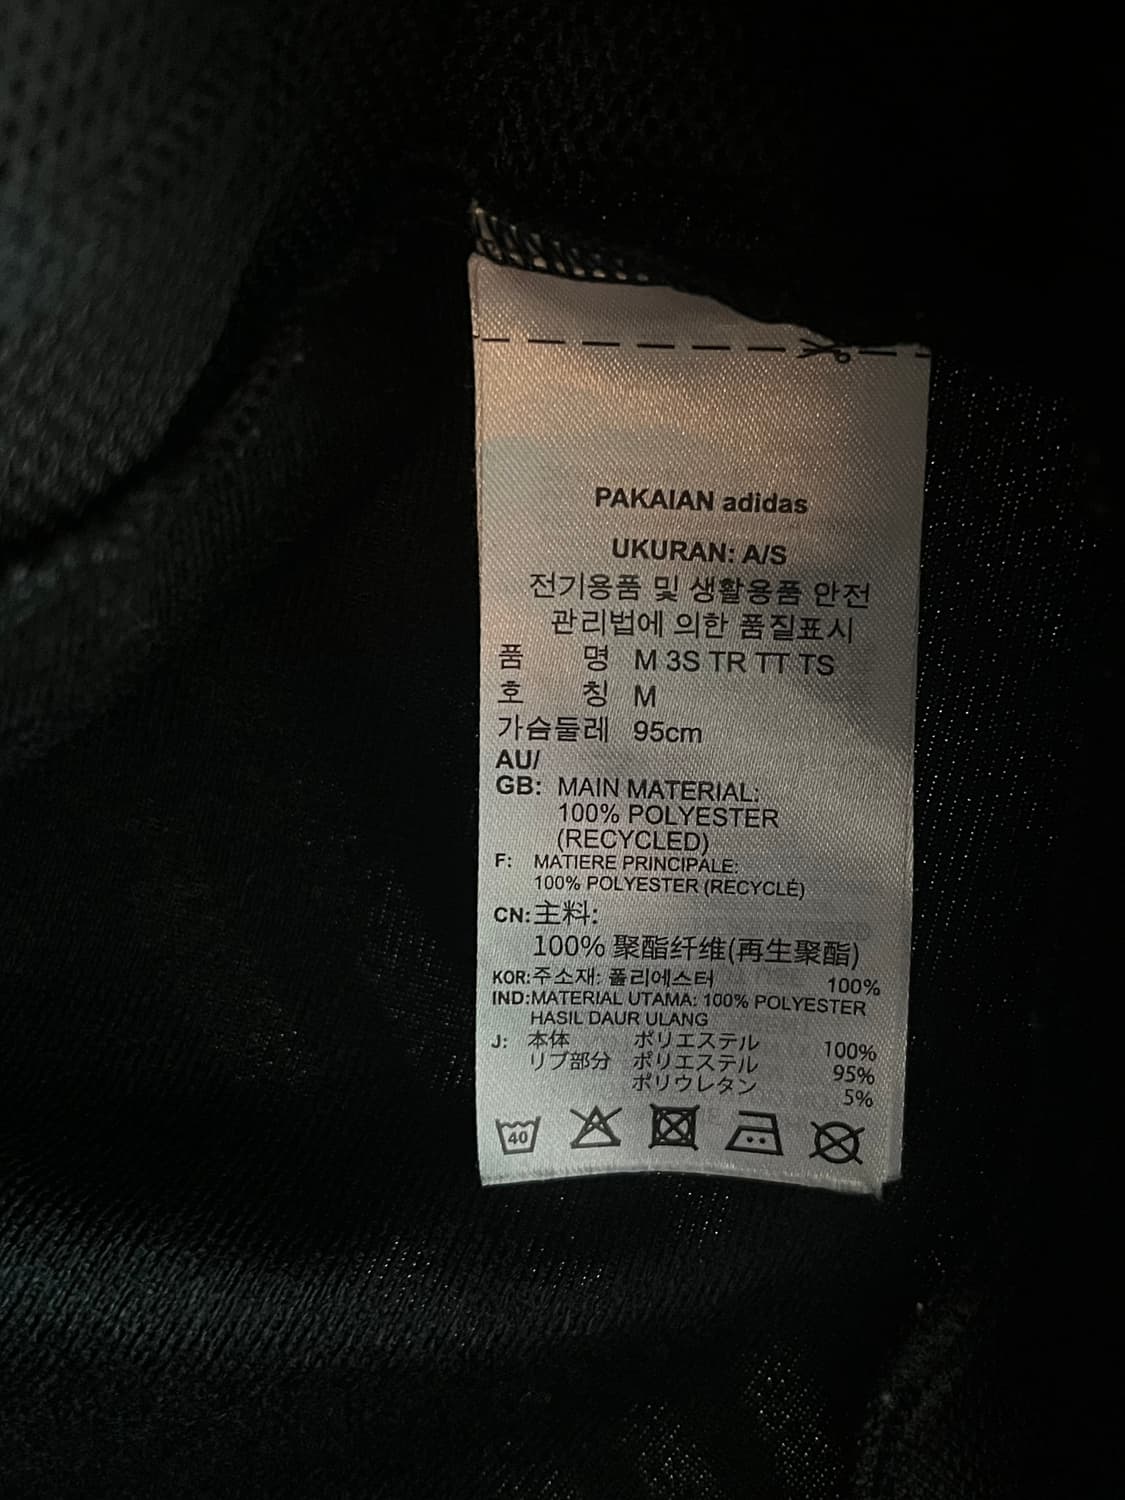 PAKAIAN adidas
UKURAN: A/S
전기용품 및 생활용품 안전
관리법에 의한 품질표시
품 명 M 3S TR TT TS
호 칭 M
가슴둘레 95cm
AU/
GB: MAIN MATERIAL:
100% POLYESTER
(RECYCLED)
F: MATIERE PRINCIPALE:
100% POLYESTER (RECYCLÉ)
CN: 主料:
100% 聚酯纤维(再生聚酯)
KOR: 주소재: 폴리에스터 100%
IND: MATERIAL UTAMA: 100% POLYESTER
HASIL DAUR ULANG
J: 本体 ポリエステル 100%
リブ部分 ポリエステル 95%
ポリウレタン 5%
40